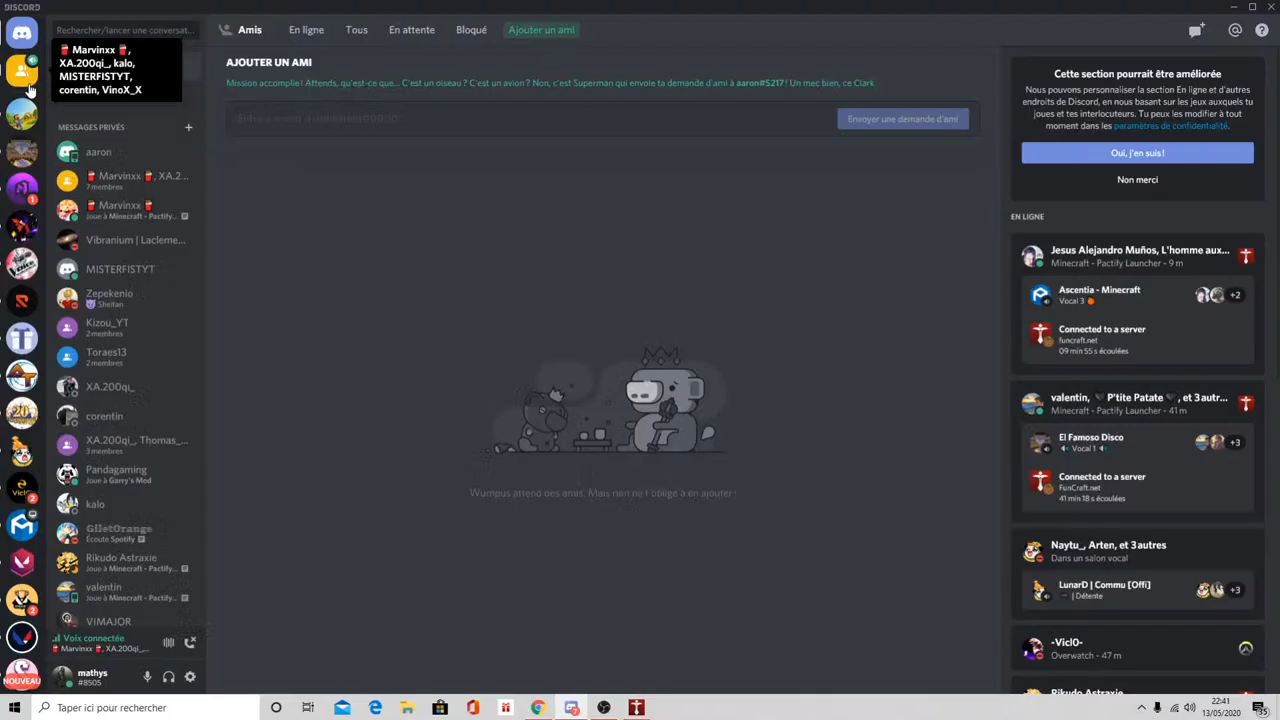 DISCORD
Rechercher/lancer une conversat...
Amis
En ligne
Tous
En attente
Bloqué
Ajouter un ami
Marvinxx,
XA.200qi_, kalo,
MISTERFISTYT,
corentin, VinoX_X
MESSAGES PRIVÉS
aaron
Marvinxx, XA.2...
7 membres
Marvinxx
Joue à Minecraft - Pactify...
Vibranium | Lacleme...
MISTERFISTYT
Zepekenio
Sheitan
Kizou_YT
2 membres
Toraes13
2 membres
XA.200qi_
corentin
XA.200qi_, Thomas_...
3 membres
Pandagaming
Joue à Garry's Mod
kalo
GiletOrange
Écoute Spotify
Rikudo Astraxie
Joue à Minecraft - Pactify...
valentin
Joue à Minecraft - Pactify...
VIMAJOR
Voix connectée
Marvinxx, XA.200qi_...
mathys
#8505
NOUVEAU
AJOUTER UN AMI
Mission accomplie ! Attends, qu'est-ce que... C'est un oiseau ? C'est un avion ? Non, c'est Superman qui envoie ta demande d'ami à aaron#5217 ! Un mec bien, ce Clark
Envoyer une demande d'ami
Wumpus attend des amis. Mais rien ne t'oblige à en ajouter !
Cette section pourrait être améliorée
Nous pouvons personnaliser la section En ligne et d'autres
endroits de Discord, en nous basant sur les jeux auxquels tu
joues et tes interlocuteurs. Tu peux les modifier à tout
moment dans les paramètres de confidentialité.
Oui, j'en suis !
Non merci
EN LIGNE
Jesus Alejandro Muños, L'homme aux...
Minecraft - Pactify Launcher - 9 m
Ascentia - Minecraft
Vocal 3
+2
Connected to a server
funcraft.net
09 min 55 s écoulées
valentin, P'tite Patate, et 3 autr...
Minecraft - Pactify Launcher - 41 m
El Famoso Disco
Vocal 1
+3
Connected to a server
FunCraft.net
41 min 18 s écoulées
Naytu_, Arten, et 3 autres
Dans un salon vocal
LunarD | Commu [Offi]
| Détente
+3
-Vicl0-
Overwatch - 47 m
Rikudo Astraxie
Taper ici pour rechercher
22:41
13/05/2020